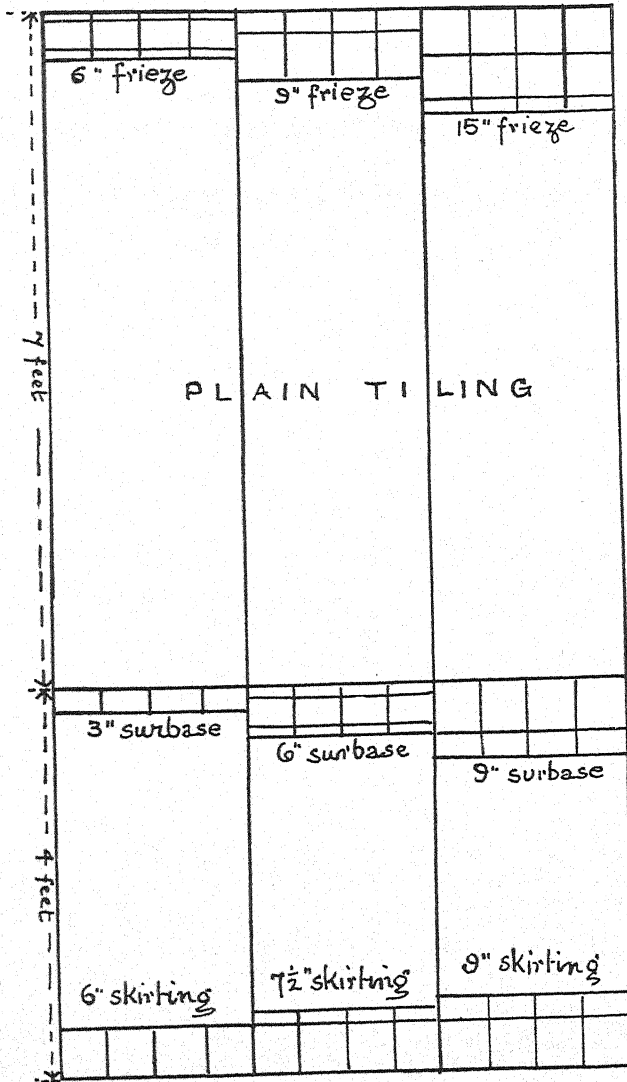 6" frieze
9" frieze
15" frieze
7 feet
PLAIN TILING
3" surbase
6" surbase
9" surbase
4 feet
6" skirting
7½" skirting
9" skirting